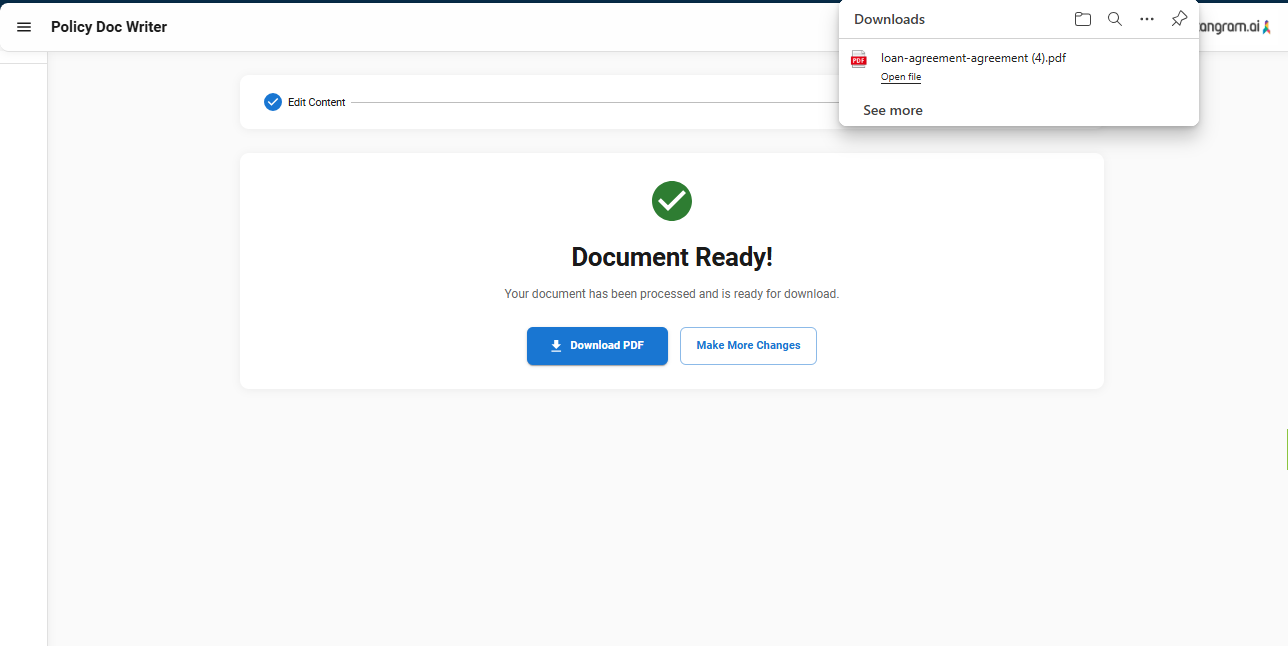 Policy Doc Writer
Downloads
angram.ai
loan-agreement-agreement (4).pdf
PDF
Open file
See more
Edit Content
Document Ready!
Your document has been processed and is ready for download.
Download PDF
Make More Changes